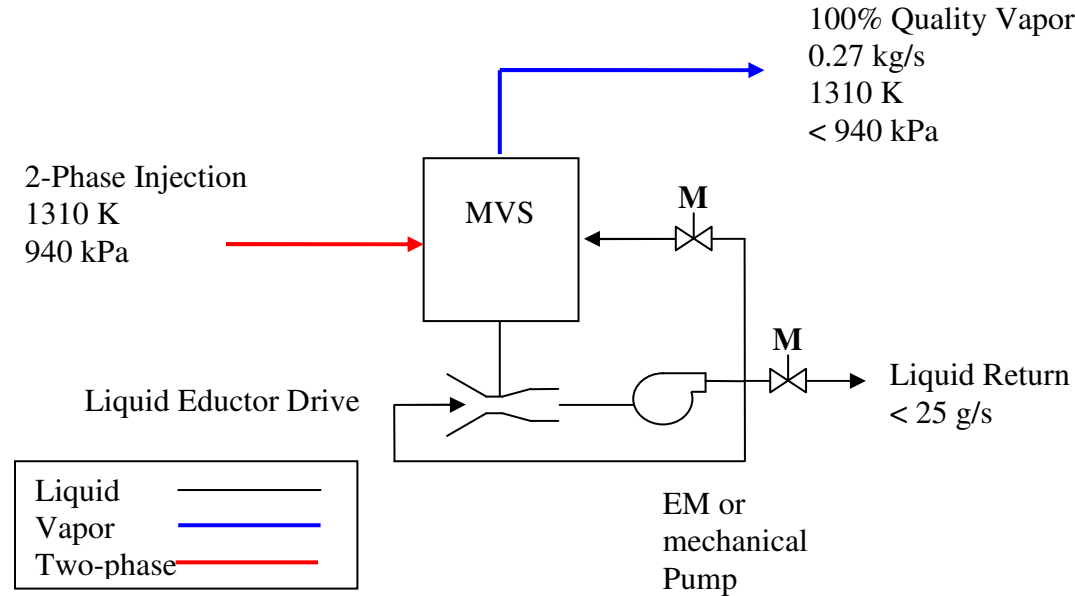 100% Quality Vapor
0.27 kg/s
1310 K
< 940 kPa
2-Phase Injection
1310 K
940 kPa
MVS
M
M
Liquid Eductor Drive
Liquid Return
< 25 g/s
Liquid
Vapor
Two-phase
EM or
mechanical
Pump